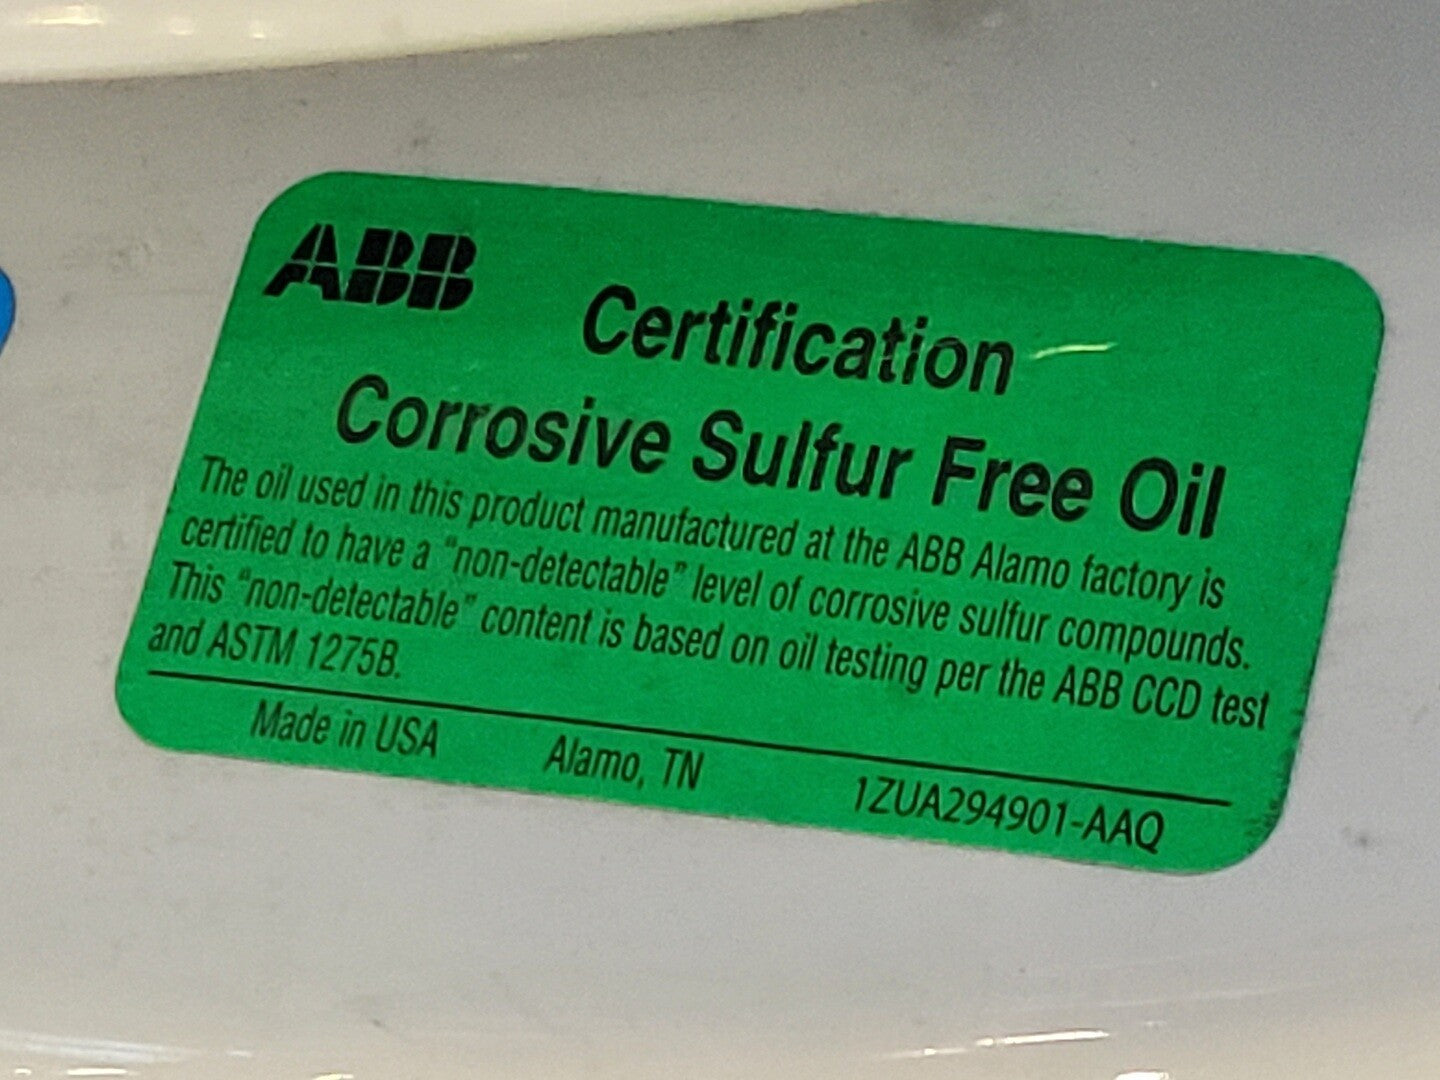 ABB
Certification
Corrosive Sulfur Free Oil
The oil used in this product manufactured at the ABB Alamo factory is
certified to have a "non-detectable" level of corrosive sulfur compounds.
This "non-detectable" content is based on oil testing per the ABB CCD test
and ASTM 1275B.
Made in USA Alamo, TN 1ZUA294901-AAQ